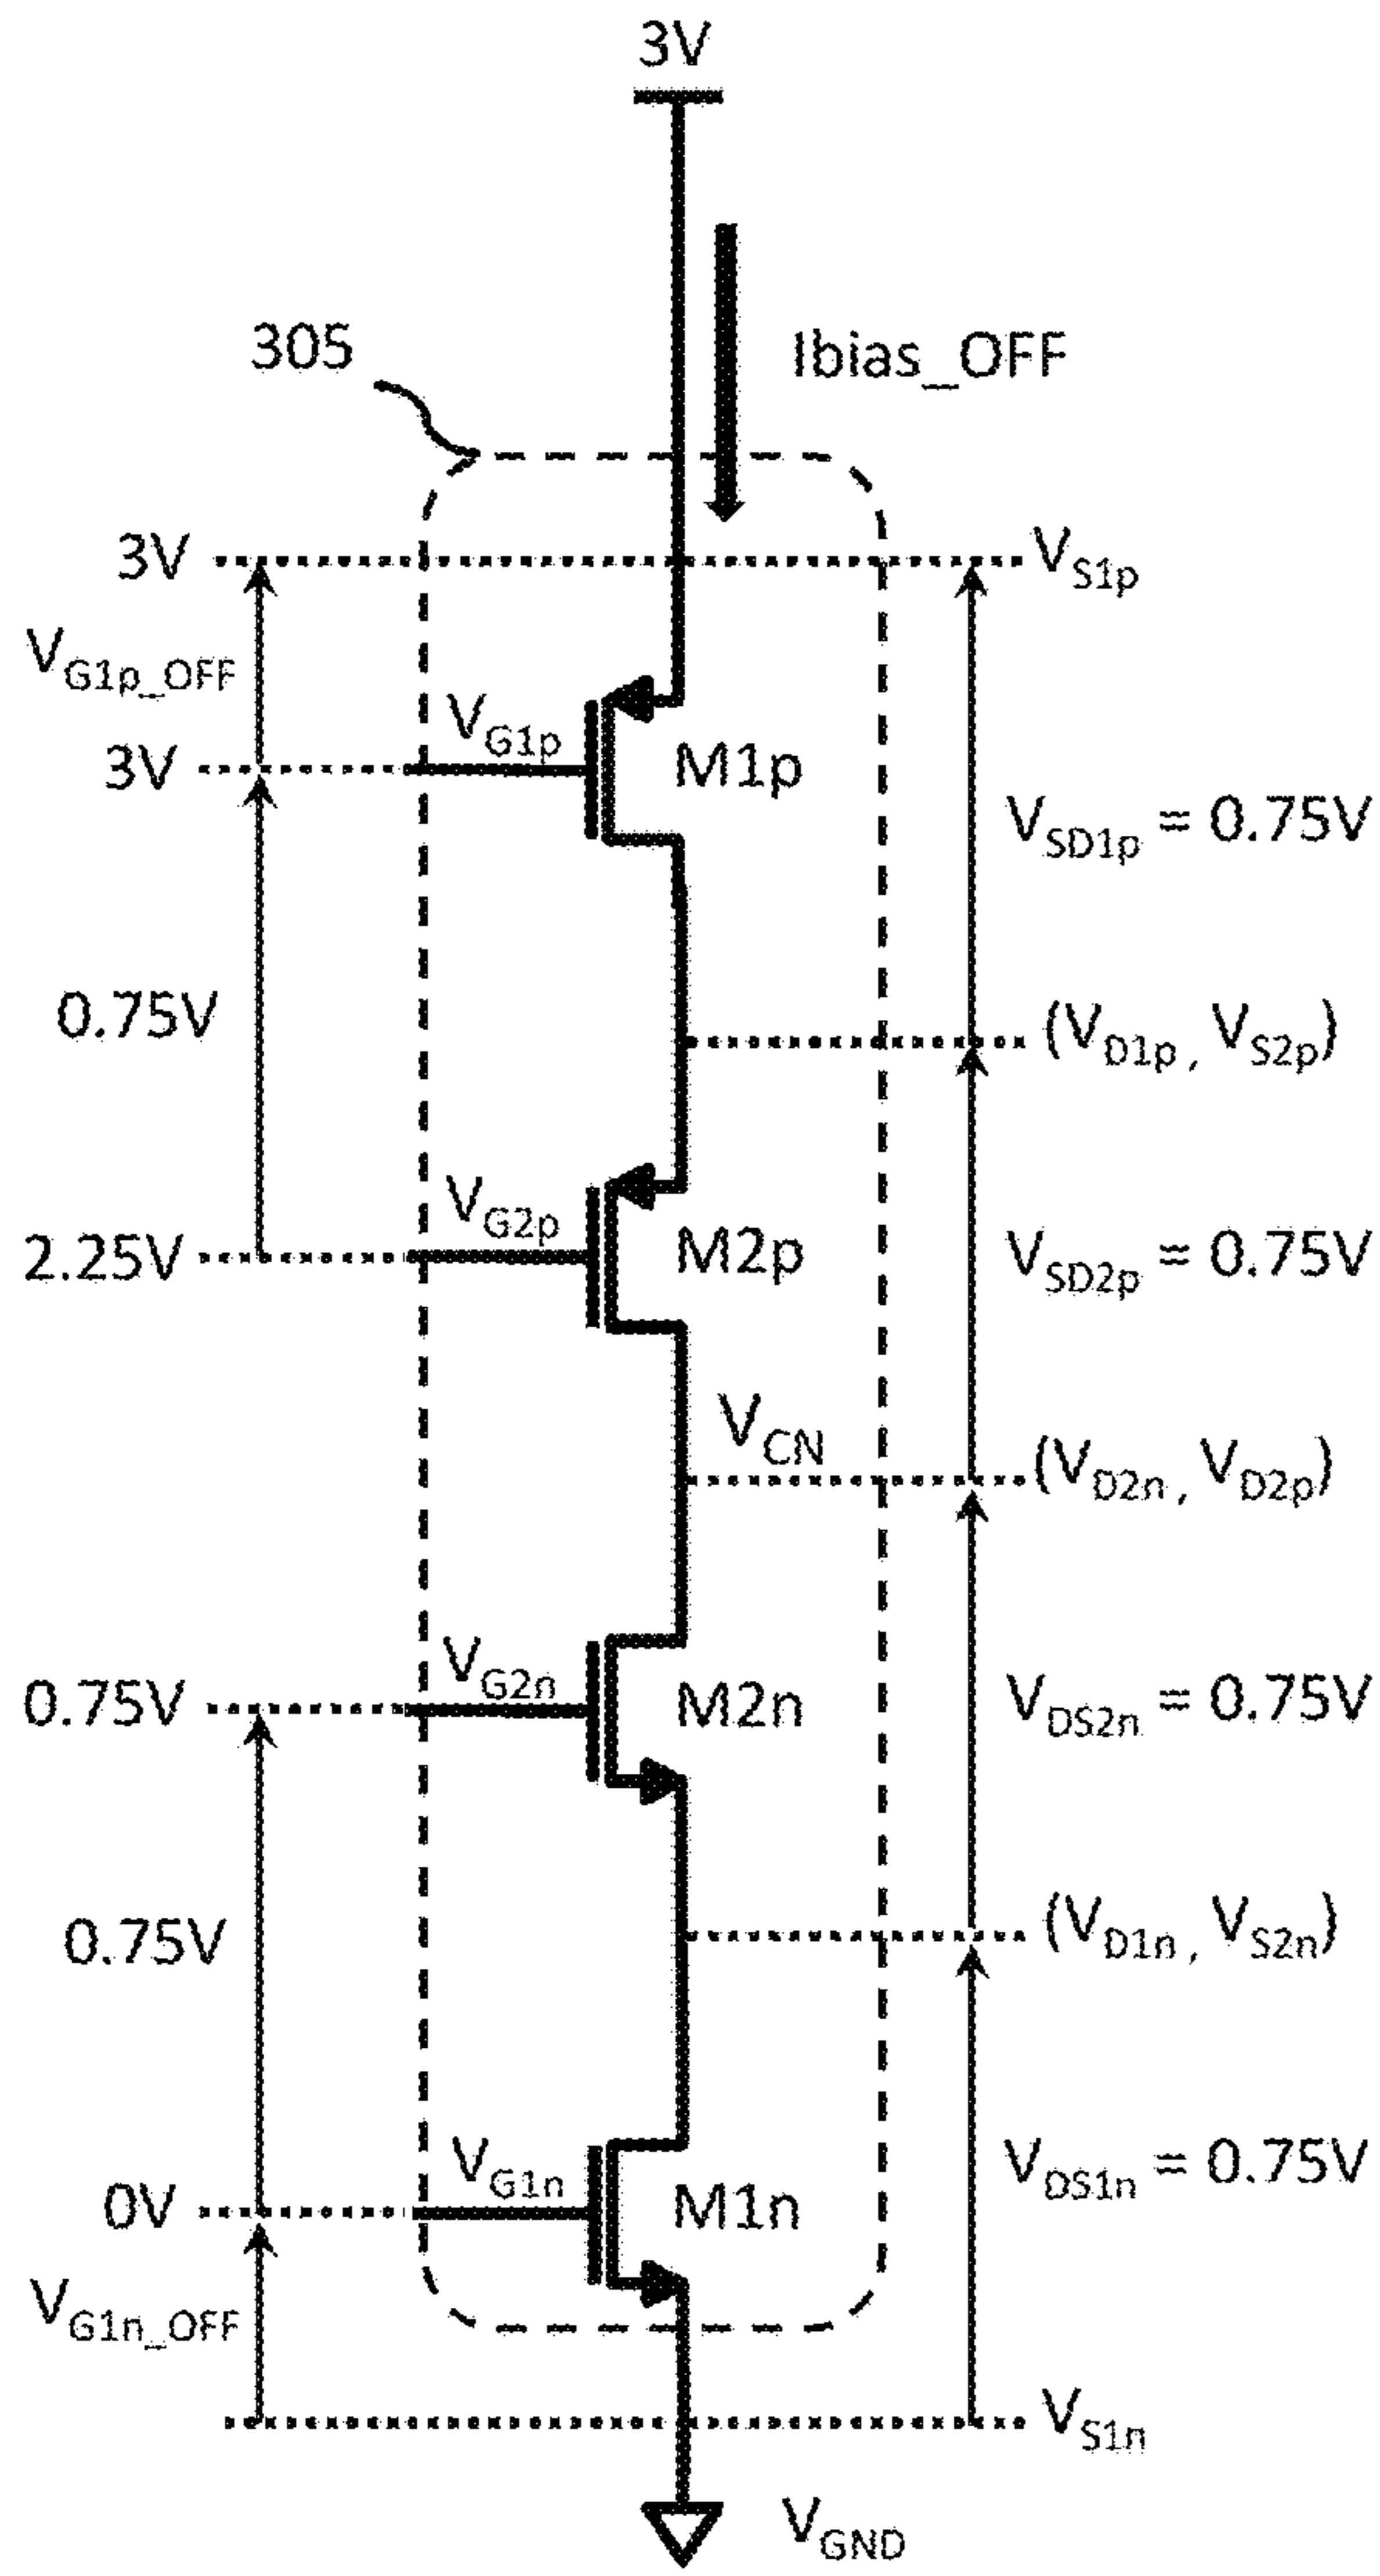 3V
305
Ibias_OFF
3V
VS1p
VG1p_OFF
VG1p
3V
M1p
VSD1p = 0.75V
0.75V
(VD1p , VS2p)
VG2p
2.25V
M2p
VSD2p = 0.75V
VCN
(VD2n , VD2p)
VG2n
0.75V
M2n
VDS2n = 0.75V
0.75V
(VD1n , VS2n)
VG1n
0V
M1n
VDS1n = 0.75V
VG1n_OFF
VS1n
VGND